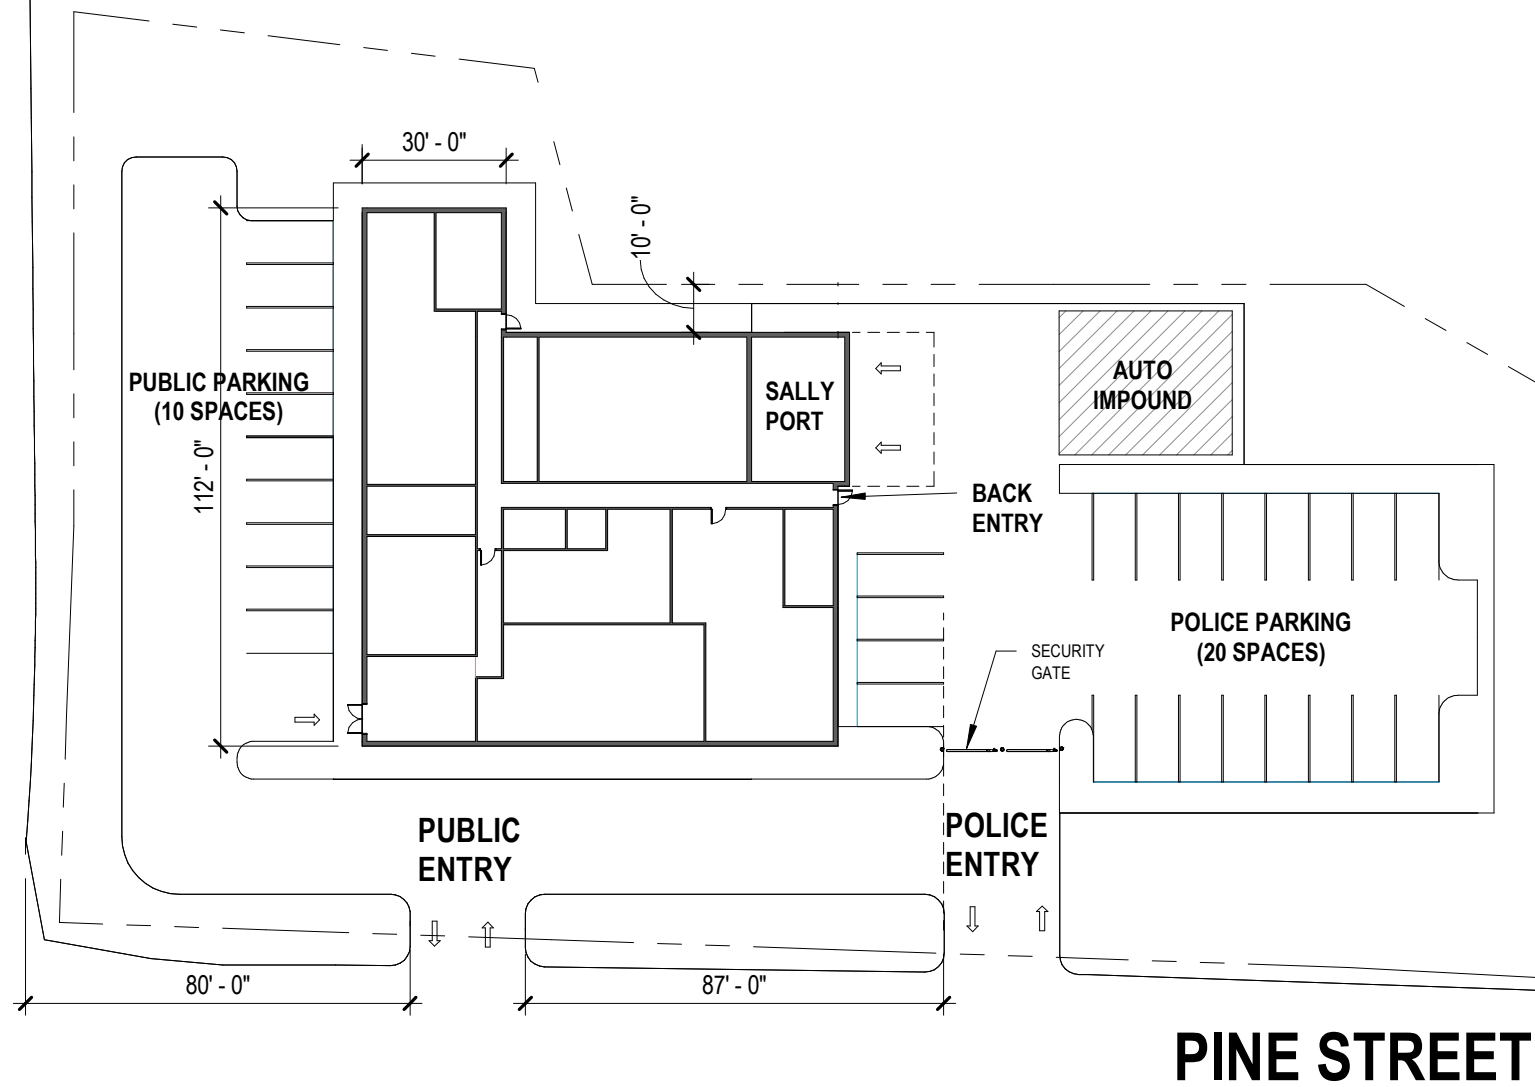 30' - 0"
10' - 0"
PUBLIC PARKING
(10 SPACES)
112' - 0"
SALLY
PORT
AUTO
IMPOUND
BACK
ENTRY
POLICE PARKING
(20 SPACES)
SECURITY
GATE
PUBLIC
ENTRY
POLICE
ENTRY
80' - 0"
87' - 0"
PINE STREET